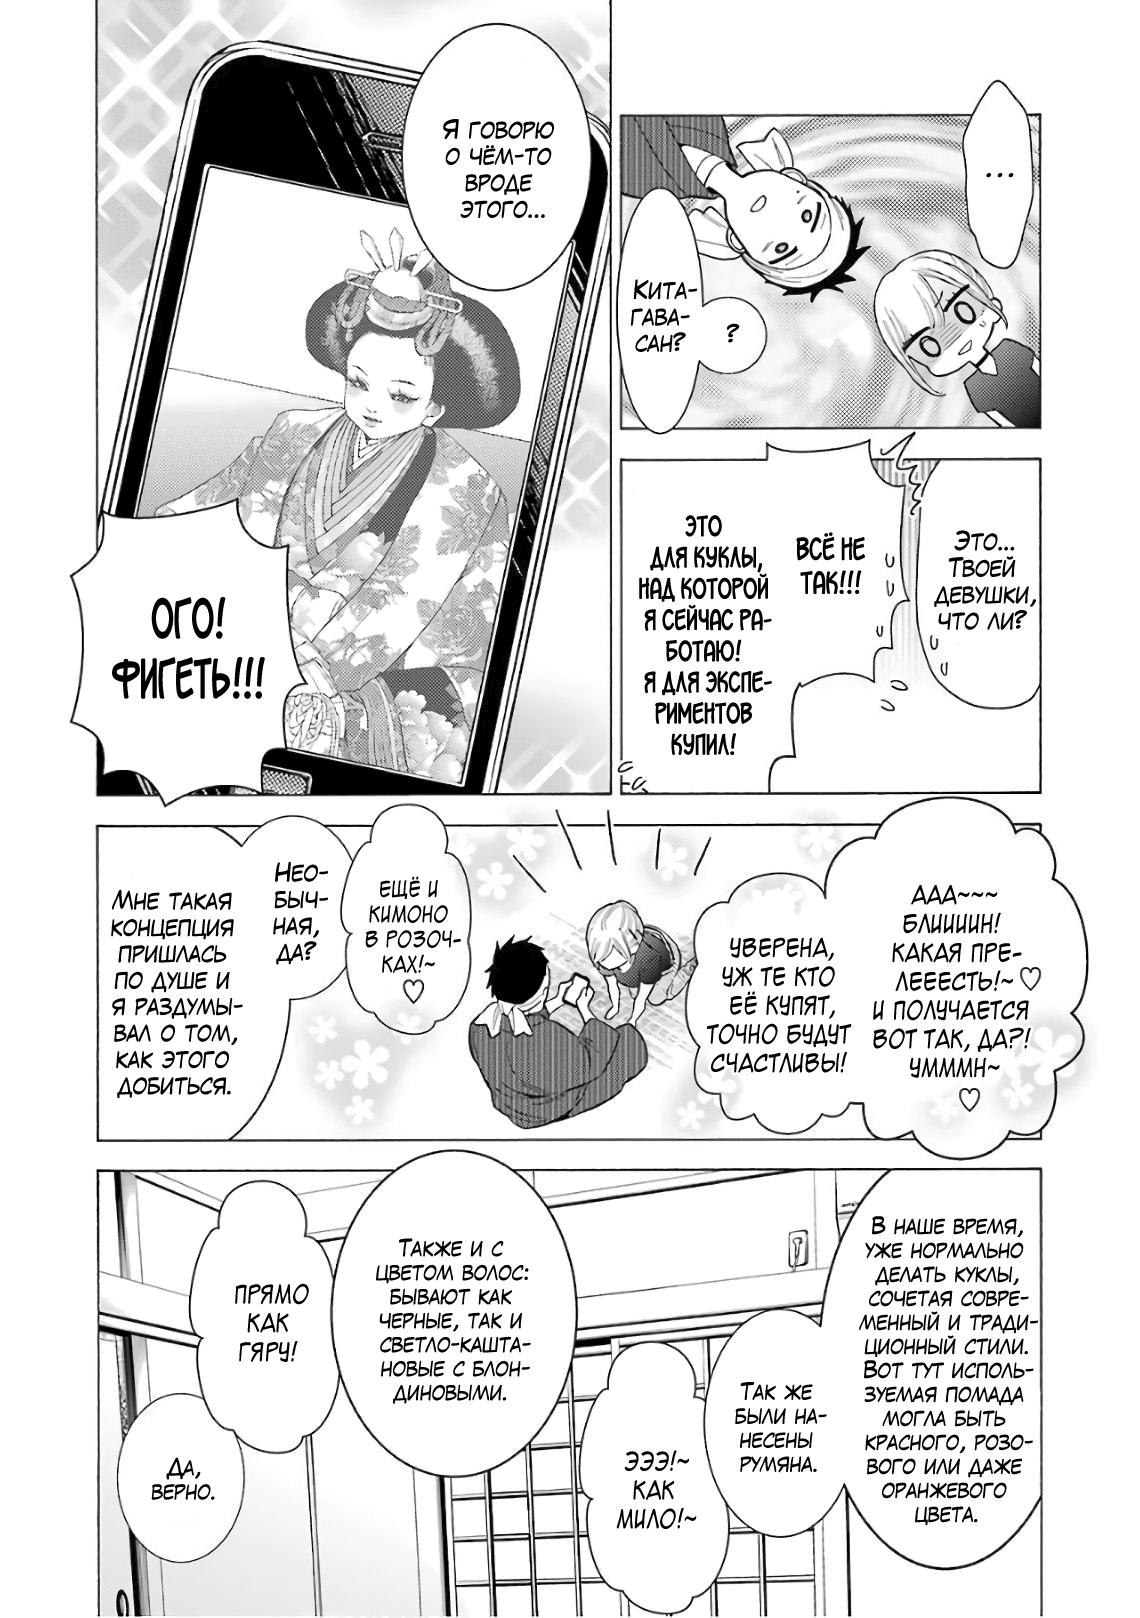 ...
КИТА-
ГАВА-
САН?
?
ЭТО...
ТВОЕЙ
ДЕВУШКИ,
ЧТО ЛИ?
ВСЁ НЕ
ТАК!!!
ЭТО
ДЛЯ КУКЛЫ,
НАД КОТОРОЙ
Я СЕЙЧАС РА-
БОТАЮ!
Я ДЛЯ ЭКСПЕ-
РИМЕНТОВ
КУПИЛ!
Я ГОВОРЮ
О ЧЁМ-ТО
ВРОДЕ
ЭТОГО...
ОГО!
ФИГЕТЬ!!!
ААА~~~
БЛИИИИН!
КАКАЯ ПРЕ-
ЛЕЕЕСТЬ!~♡
И ПОЛУЧАЕТСЯ
ВОТ ТАК, ДА?!
УМММН~
♡
УВЕРЕНА,
УЖ ТЕ КТО
ЕЁ КУПЯТ,
ТОЧНО БУДУТ
СЧАСТЛИВЫ!
ЕЩЁ И
КИМОНО
В РОЗОЧ-
КАХ!~
♡
НЕО-
БЫЧ-
НАЯ,
ДА?
МНЕ ТАКАЯ
КОНЦЕПЦИЯ
ПРИШЛАСЬ
ПО ДУШЕ И
Я РАЗДУМЫ-
ВАЛ О ТОМ,
КАК ЭТОГО
ДОБИТЬСЯ.
В НАШЕ ВРЕМЯ,
УЖЕ НОРМАЛЬНО
ДЕЛАТЬ КУКЛЫ,
СОЧЕТАЯ СОВРЕ-
МЕННЫЙ И ТРАДИ-
ЦИОННЫЙ СТИЛИ.
ВОТ ТУТ ИСПОЛЬ-
ЗУЕМАЯ ПОМАДА
МОГЛА БЫТЬ
КРАСНОГО, РОЗО-
ВОГО ИЛИ ДАЖЕ
ОРАНЖЕВОГО
ЦВЕТА.
ТАК ЖЕ
БЫЛИ НА-
НЕСЕНЫ
РУМЯНА.
ЭЭЭ!~
КАК
МИЛО!~
ТАКЖЕ И С
ЦВЕТОМ ВОЛОС:
БЫВАЮТ КАК
ЧЕРНЫЕ, ТАК И
СВЕТЛО-КАШТА-
НОВЫЕ С БЛОН-
ДИНОВЫМИ.
ПРЯМО
КАК
ГЯРУ!
ДА,
ВЕРНО.